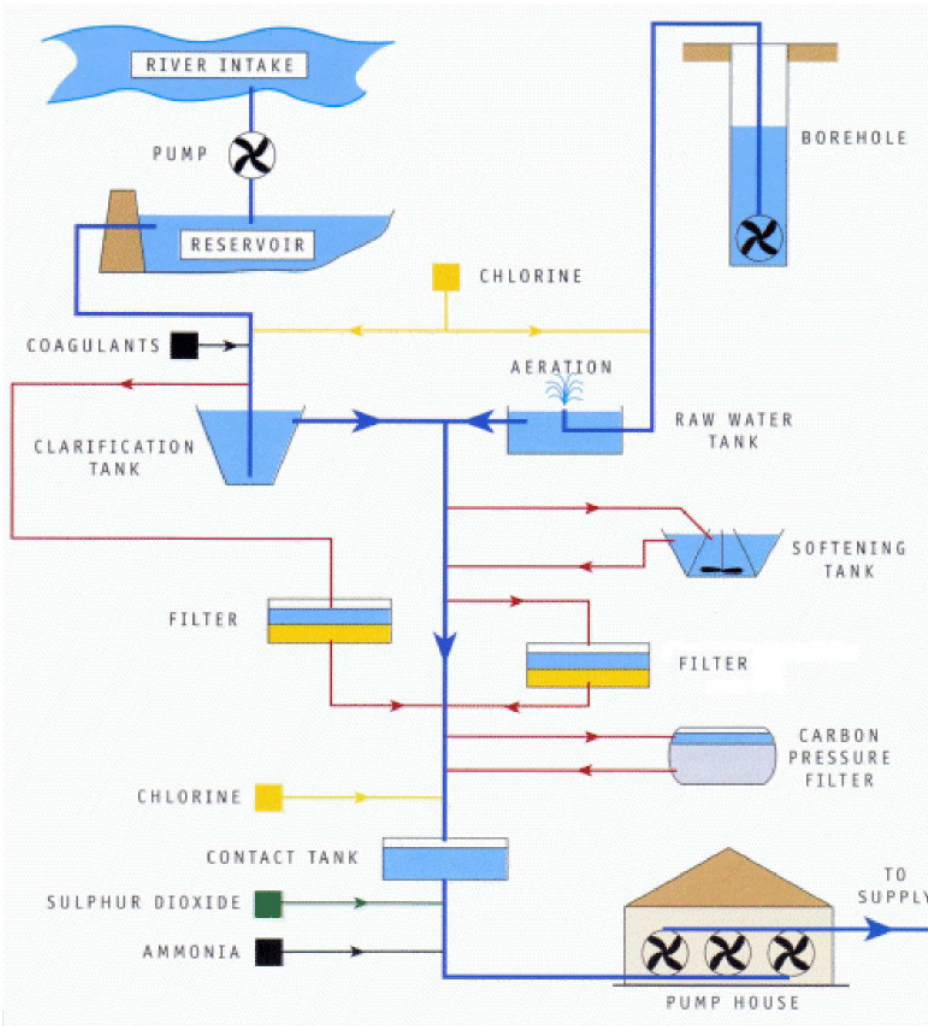 RIVER INTAKE
PUMP
BOREHOLE
RESERVOIR
CHLORINE
COAGULANTS
AERATION
RAW WATER
TANK
CLARIFICATION
TANK
SOFTENING
TANK
FILTER
FILTER
CARBON
PRESSURE
FILTER
CHLORINE
CONTACT TANK
TO
SUPPLY
SULPHUR DIOXIDE
AMMONIA
PUMP HOUSE